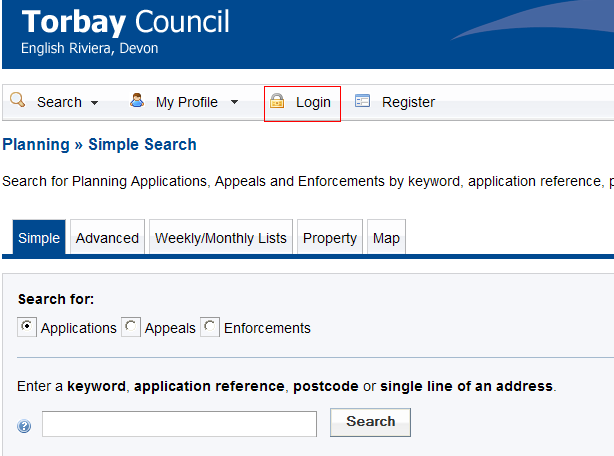 Torbay Council
English Riviera, Devon
Search My Profile Login Register
Planning » Simple Search
Search for Planning Applications, Appeals and Enforcements by keyword, application reference, p
Simple Advanced Weekly/Monthly Lists Property Map
Search for:
Applications Appeals Enforcements
Enter a keyword, application reference, postcode or single line of an address.
? Search